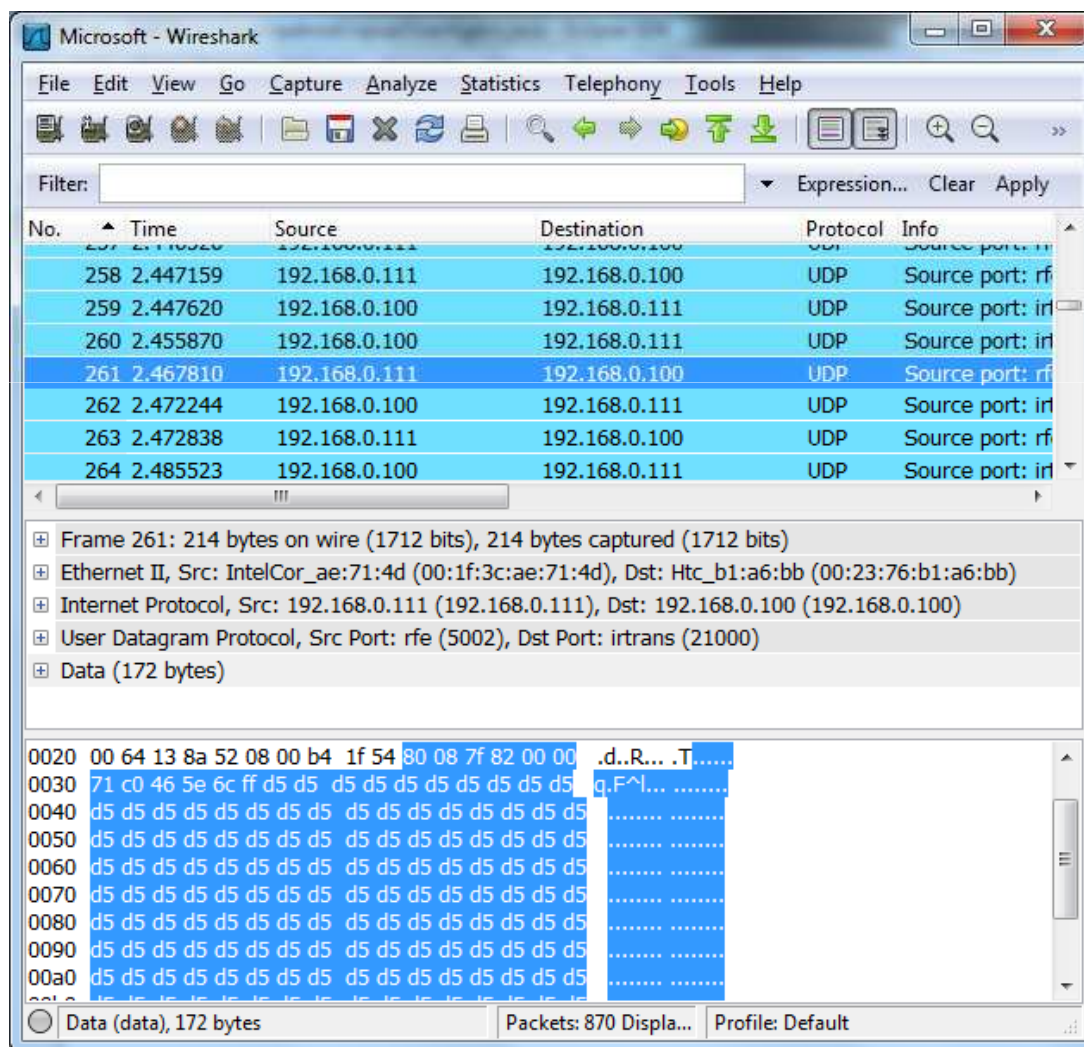 Microsoft - Wireshark
File Edit View Go Capture Analyze Statistics Telephony Tools Help
Filter: Expression... Clear Apply
No. Time Source Destination Protocol Info
258 2.447159 192.168.0.111 192.168.0.100 UDP Source port: rf
259 2.447620 192.168.0.100 192.168.0.111 UDP Source port: irt
260 2.455870 192.168.0.100 192.168.0.111 UDP Source port: irt
261 2.467810 192.168.0.111 192.168.0.100 UDP Source port: rf
262 2.472244 192.168.0.100 192.168.0.111 UDP Source port: irt
263 2.472838 192.168.0.111 192.168.0.100 UDP Source port: rf
264 2.485523 192.168.0.100 192.168.0.111 UDP Source port: irt
Frame 261: 214 bytes on wire (1712 bits), 214 bytes captured (1712 bits)
Ethernet II, Src: IntelCor_ae:71:4d (00:1f:3c:ae:71:4d), Dst: Htc_b1:a6:bb (00:23:76:b1:a6:bb)
Internet Protocol, Src: 192.168.0.111 (192.168.0.111), Dst: 192.168.0.100 (192.168.0.100)
User Datagram Protocol, Src Port: rfe (5002), Dst Port: irtrans (21000)
Data (172 bytes)
0020 00 64 13 8a 52 08 00 b4 1f 54 80 08 7f 82 00 00 .d..R... .T......
0030 71 c0 46 5e 6c ff d5 d5 d5 d5 d5 d5 d5 d5 d5 d5 q.F^l... ........
0040 d5 d5 d5 d5 d5 d5 d5 d5 d5 d5 d5 d5 d5 d5 d5 d5 ........ ........
0050 d5 d5 d5 d5 d5 d5 d5 d5 d5 d5 d5 d5 d5 d5 d5 d5 ........ ........
0060 d5 d5 d5 d5 d5 d5 d5 d5 d5 d5 d5 d5 d5 d5 d5 d5 ........ ........
0070 d5 d5 d5 d5 d5 d5 d5 d5 d5 d5 d5 d5 d5 d5 d5 d5 ........ ........
0080 d5 d5 d5 d5 d5 d5 d5 d5 d5 d5 d5 d5 d5 d5 d5 d5 ........ ........
0090 d5 d5 d5 d5 d5 d5 d5 d5 d5 d5 d5 d5 d5 d5 d5 d5 ........ ........
00a0 d5 d5 d5 d5 d5 d5 d5 d5 d5 d5 d5 d5 d5 d5 d5 d5 ........ ........
Data (data), 172 bytes Packets: 870 Displa... Profile: Default